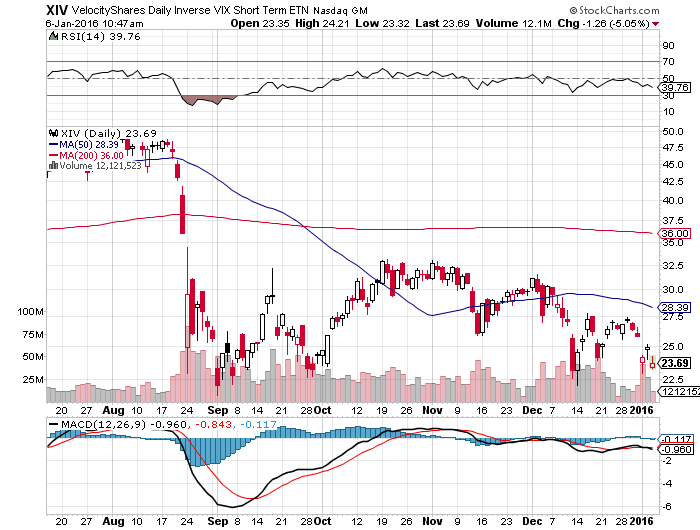 XIV VelocityShares Daily Inverse VIX Short Term ETN Nasdaq GM © StockCharts.com
6-Jan-2016 10:47am Open 23.35 High 24.21 Low 23.32 Last 23.69 Volume 12.1M Chg -1.26 (-5.05%)
RSI(14) 39.76
90
70
50
39.76
30
10
XIV (Daily) 23.69
MA(50) 28.39
MA(200) 36.00
Volume 12,121,523
50.0
47.5
45.0
42.5
40.0
37.5
36.00
35.0
32.5
30.0
28.39
27.5
25.0
23.69
22.5
12121523
100M
75M
50M
25M
20 27 Aug 10 17 24 Sep 8 14 21 28 Oct 12 19 26 Nov 9 16 23 Dec 7 14 21 28 2016
MACD(12,26,9) -0.960, -0.843, -0.117
-0.117
-0.960
-2
-4
-6
20 27 Aug 10 17 24 Sep 8 14 21 28 Oct 12 19 26 Nov 9 16 23 Dec 7 14 21 28 2016